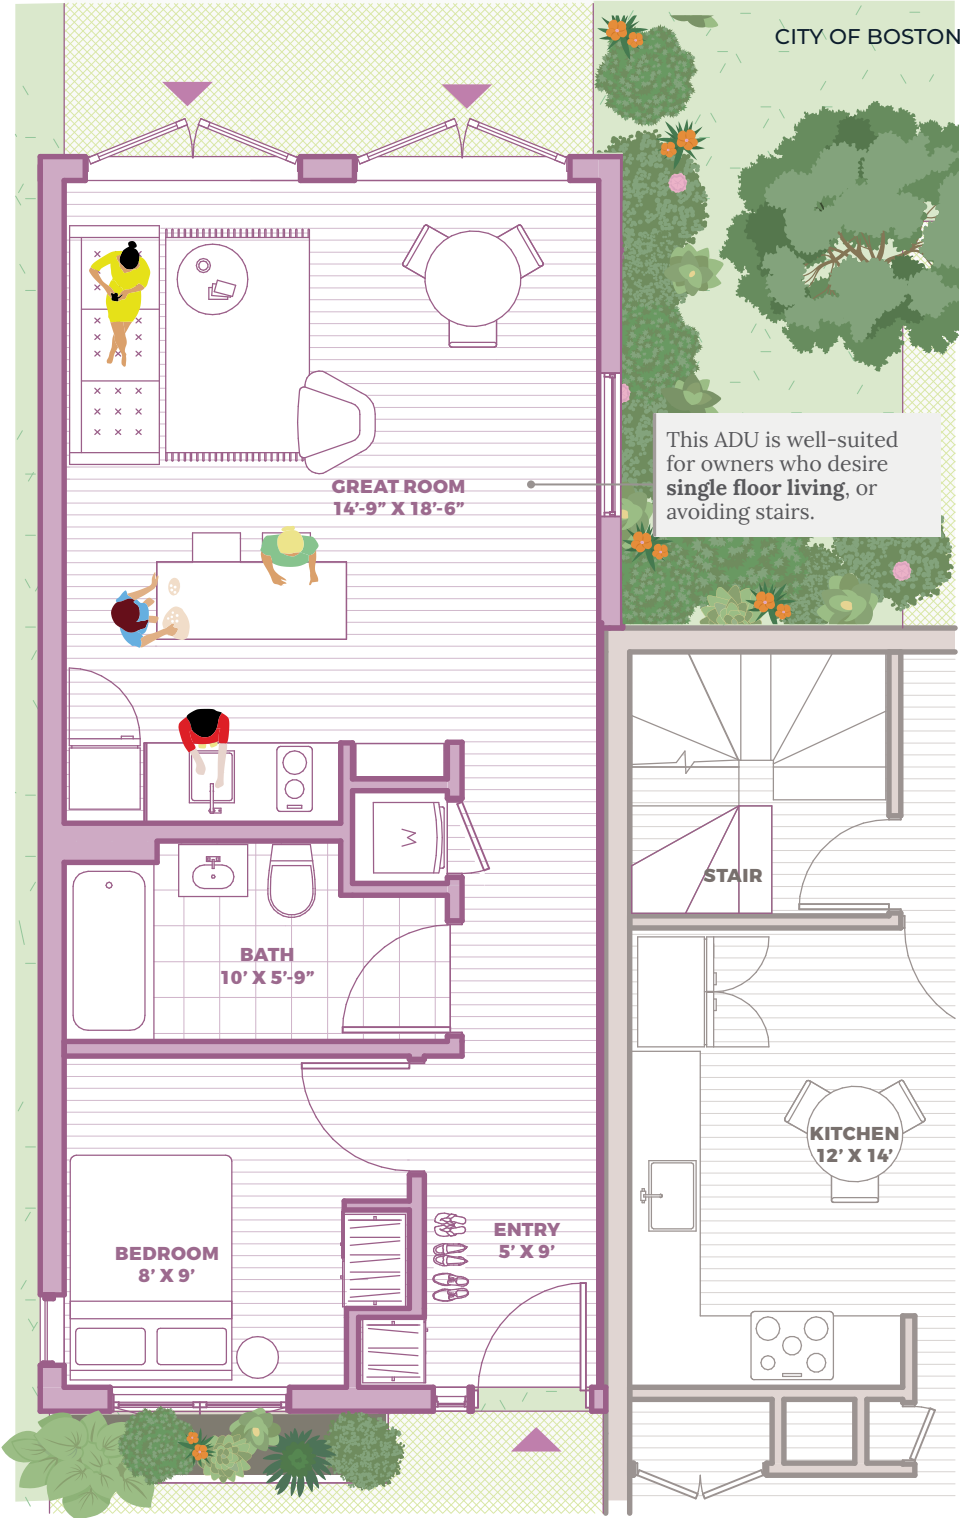 CITY OF BOSTON
This ADU is well-suited
for owners who desire
single floor living, or
avoiding stairs.
GREAT ROOM
14'-9” X 18'-6”
W
STAIR
BATH
10' X 5'-9”
KITCHEN
12' X 14'
ENTRY
5' X 9'
BEDROOM
8' X 9'